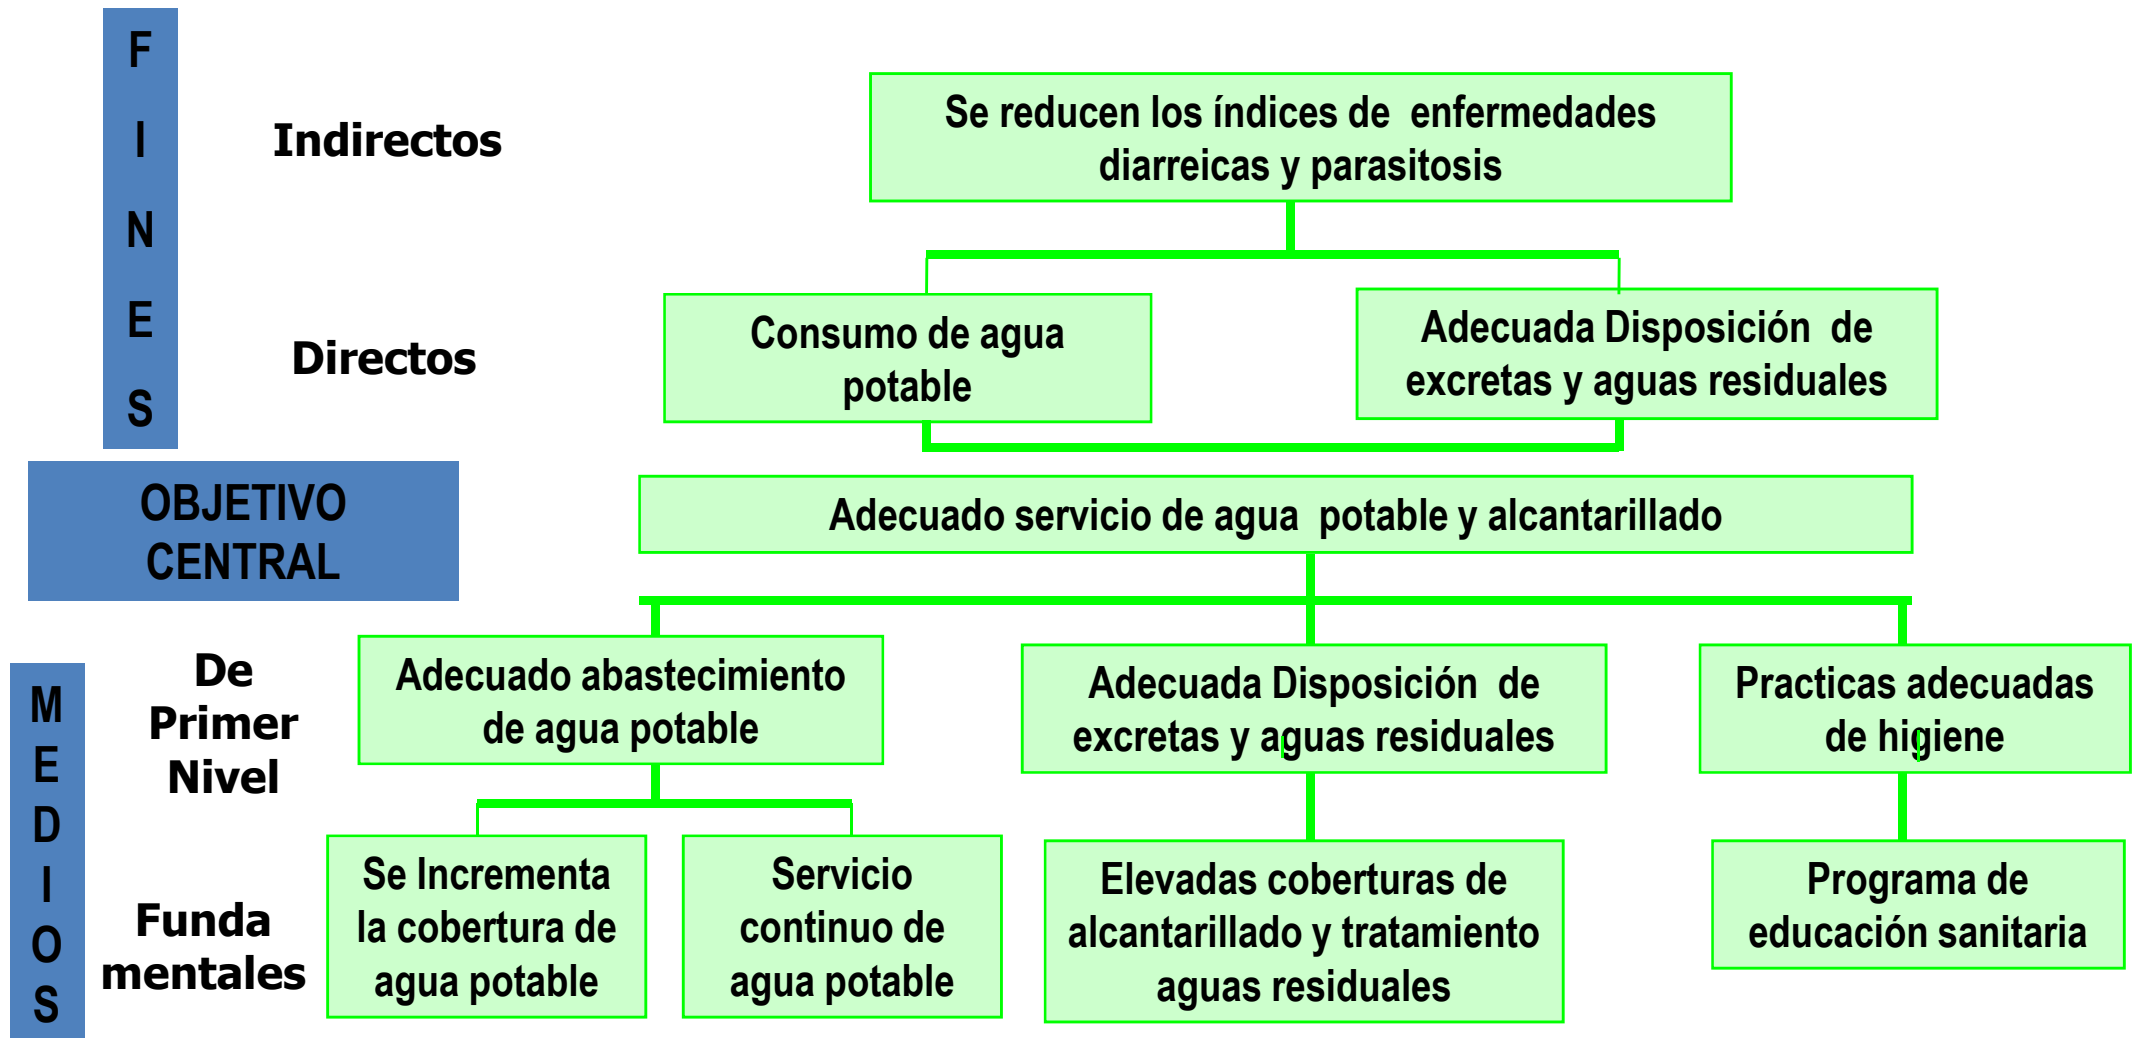 F
I
N
E
S
Indirectos
Se reducen los índices de  enfermedades
diarreicas y parasitosis
Directos
Consumo de agua
potable
Adecuada Disposición  de
excretas y aguas residuales
OBJETIVO
CENTRAL
Adecuado servicio de agua  potable y alcantarillado
M
E
D
I
O
S
De
Primer
Nivel
Adecuado abastecimiento
de agua potable
Adecuada Disposición  de
excretas y aguas residuales
Practicas adecuadas
de higiene
Funda
mentales
Se Incrementa
la cobertura de
agua potable
Servicio
continuo de
agua potable
Elevadas coberturas de
alcantarillado y tratamiento
aguas residuales
Programa de
educación sanitaria